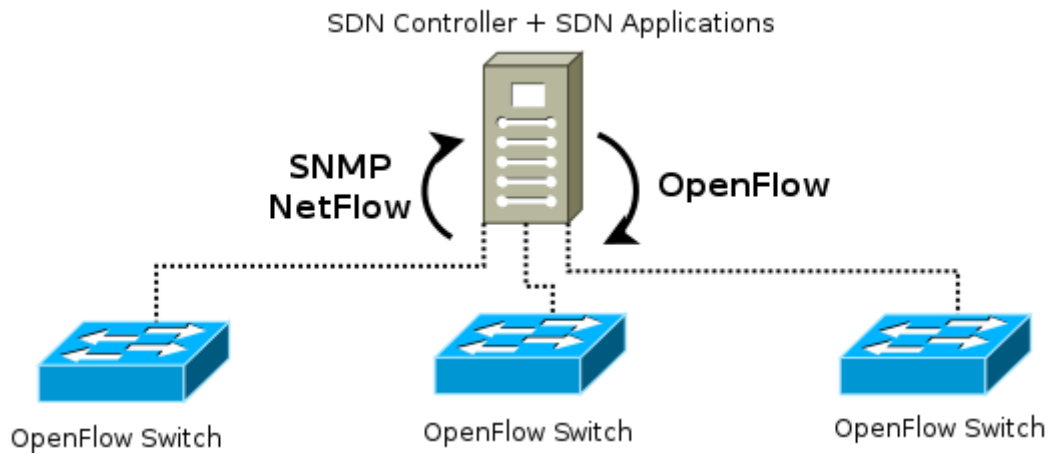 SDN Controller + SDN Applications
SNMP
NetFlow
OpenFlow
OpenFlow Switch
OpenFlow Switch
OpenFlow Switch